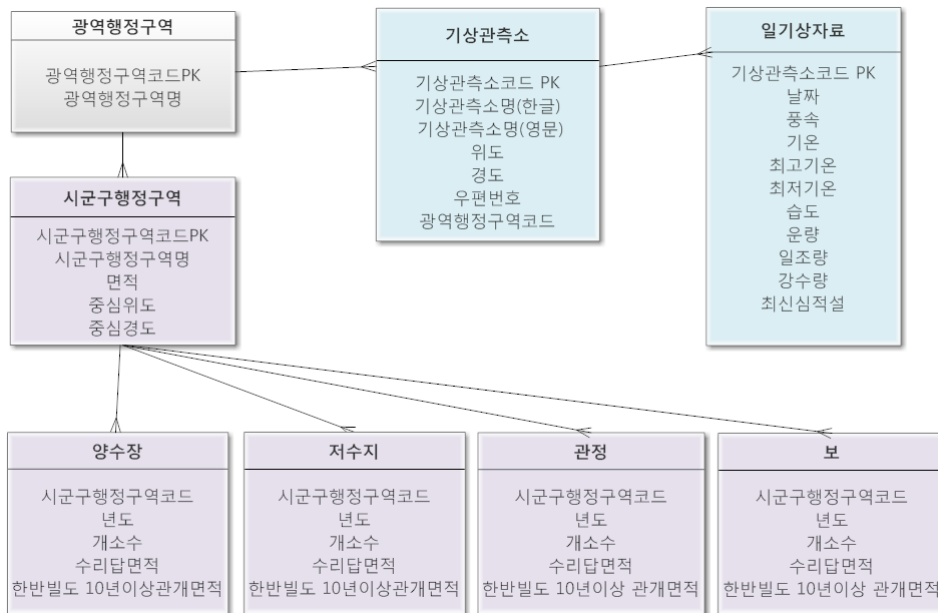 광역행정구역
광역행정구역코드PK
광역행정구역명
기상관측소
기상관측소코드 PK
기상관측소명(한글)
기상관측소명(영문)
위도
경도
우편번호
광역행정구역코드
일기상자료
기상관측소코드 PK
날짜
풍속
기온
최고기온
최저기온
습도
운량
일조량
강수량
최신심적설
시군구행정구역
시군구행정구역코드PK
시군구행정구역명
면적
중심위도
중심경도
양수장
시군구행정구역코드
년도
개소수
수리답면적
한반빌도 10년이상관개면적
저수지
시군구행정구역코드
년도
개소수
수리답면적
한반빌도 10년이상관개면적
관정
시군구행정구역코드
년도
개소수
수리답면적
한반빌도 10년이상 관개면적
보
시군구행정구역코드
년도
개소수
수리답면적
한반빌도 10년이상 관개면적